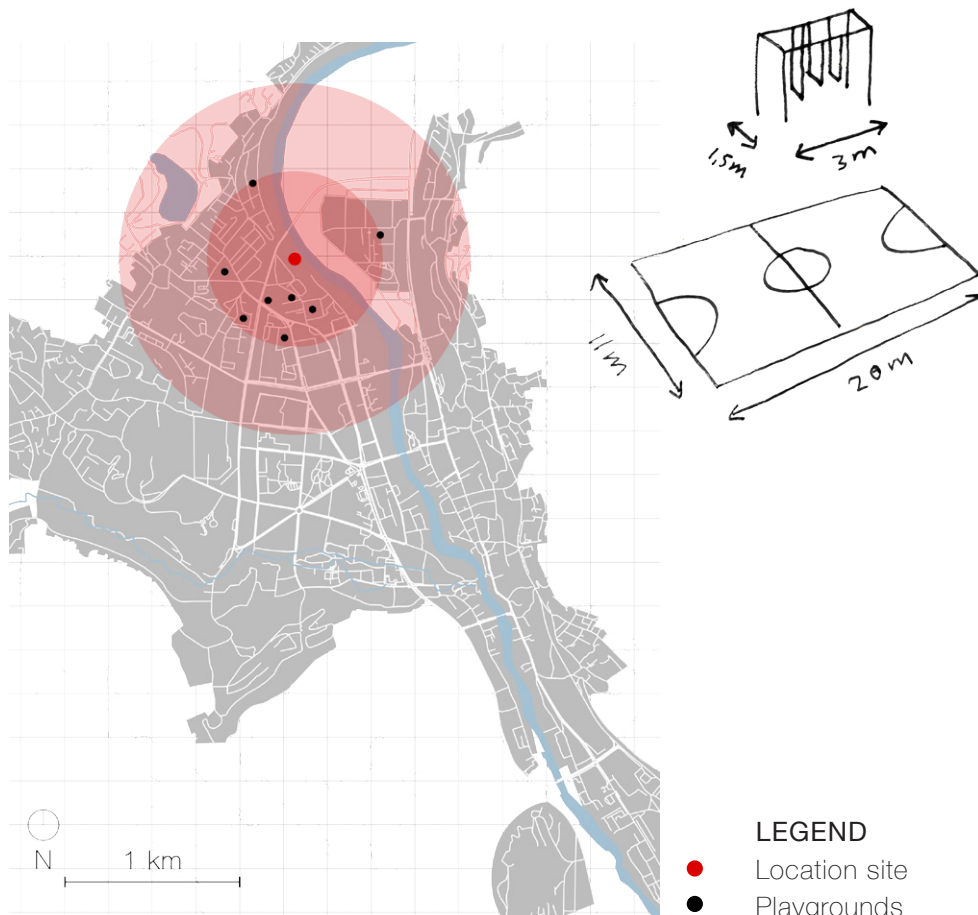 1,5m
3m
11m
20m
N
1 km
LEGEND
Location site
Playgrounds